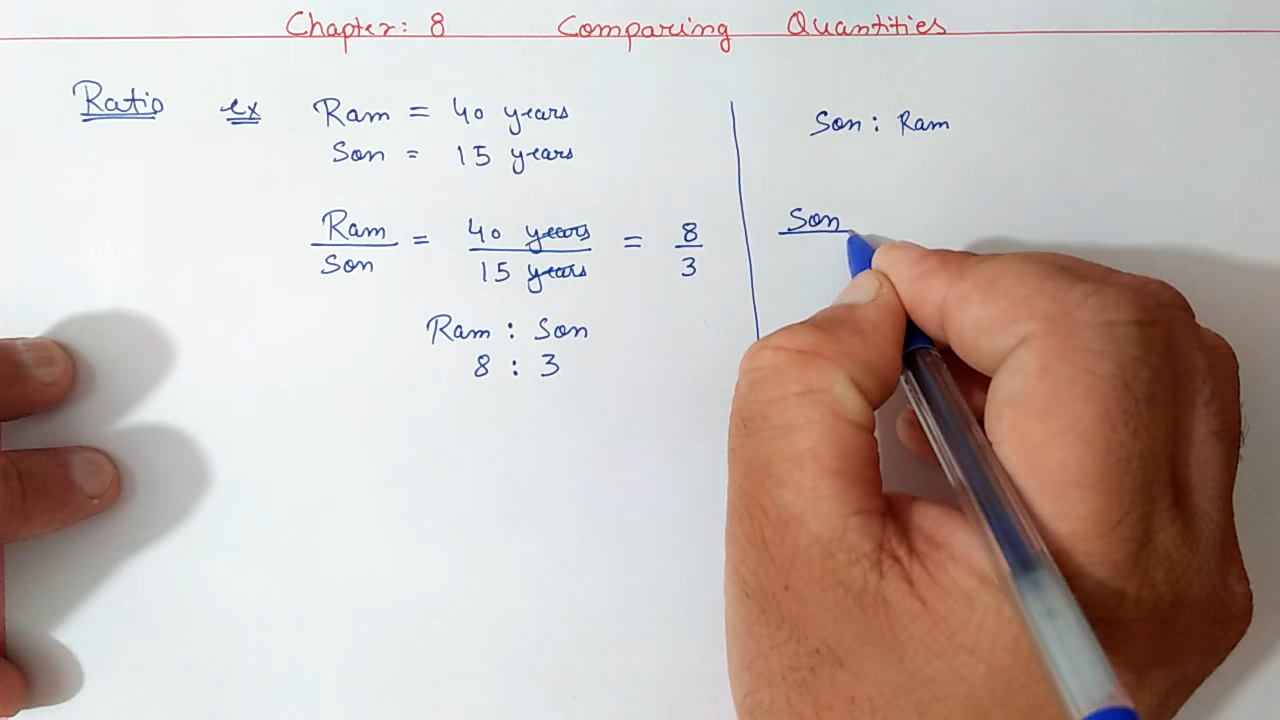 Chapter: 8 Comparing Quantities
Ratio ex Ram = 40 years
Son = 15 years
Ram / Son = 40 years / 15 years = 8 / 3
Ram : Son
8 : 3
Son : Ram
Son